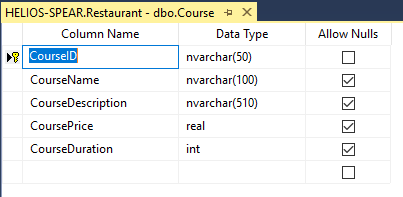 HELIOS-SPEAR.Restaurant - dbo.Course
Column Name Data Type Allow Nulls
CourseID nvarchar(50)
CourseName nvarchar(100)
CourseDescription nvarchar(510)
CoursePrice real
CourseDuration int